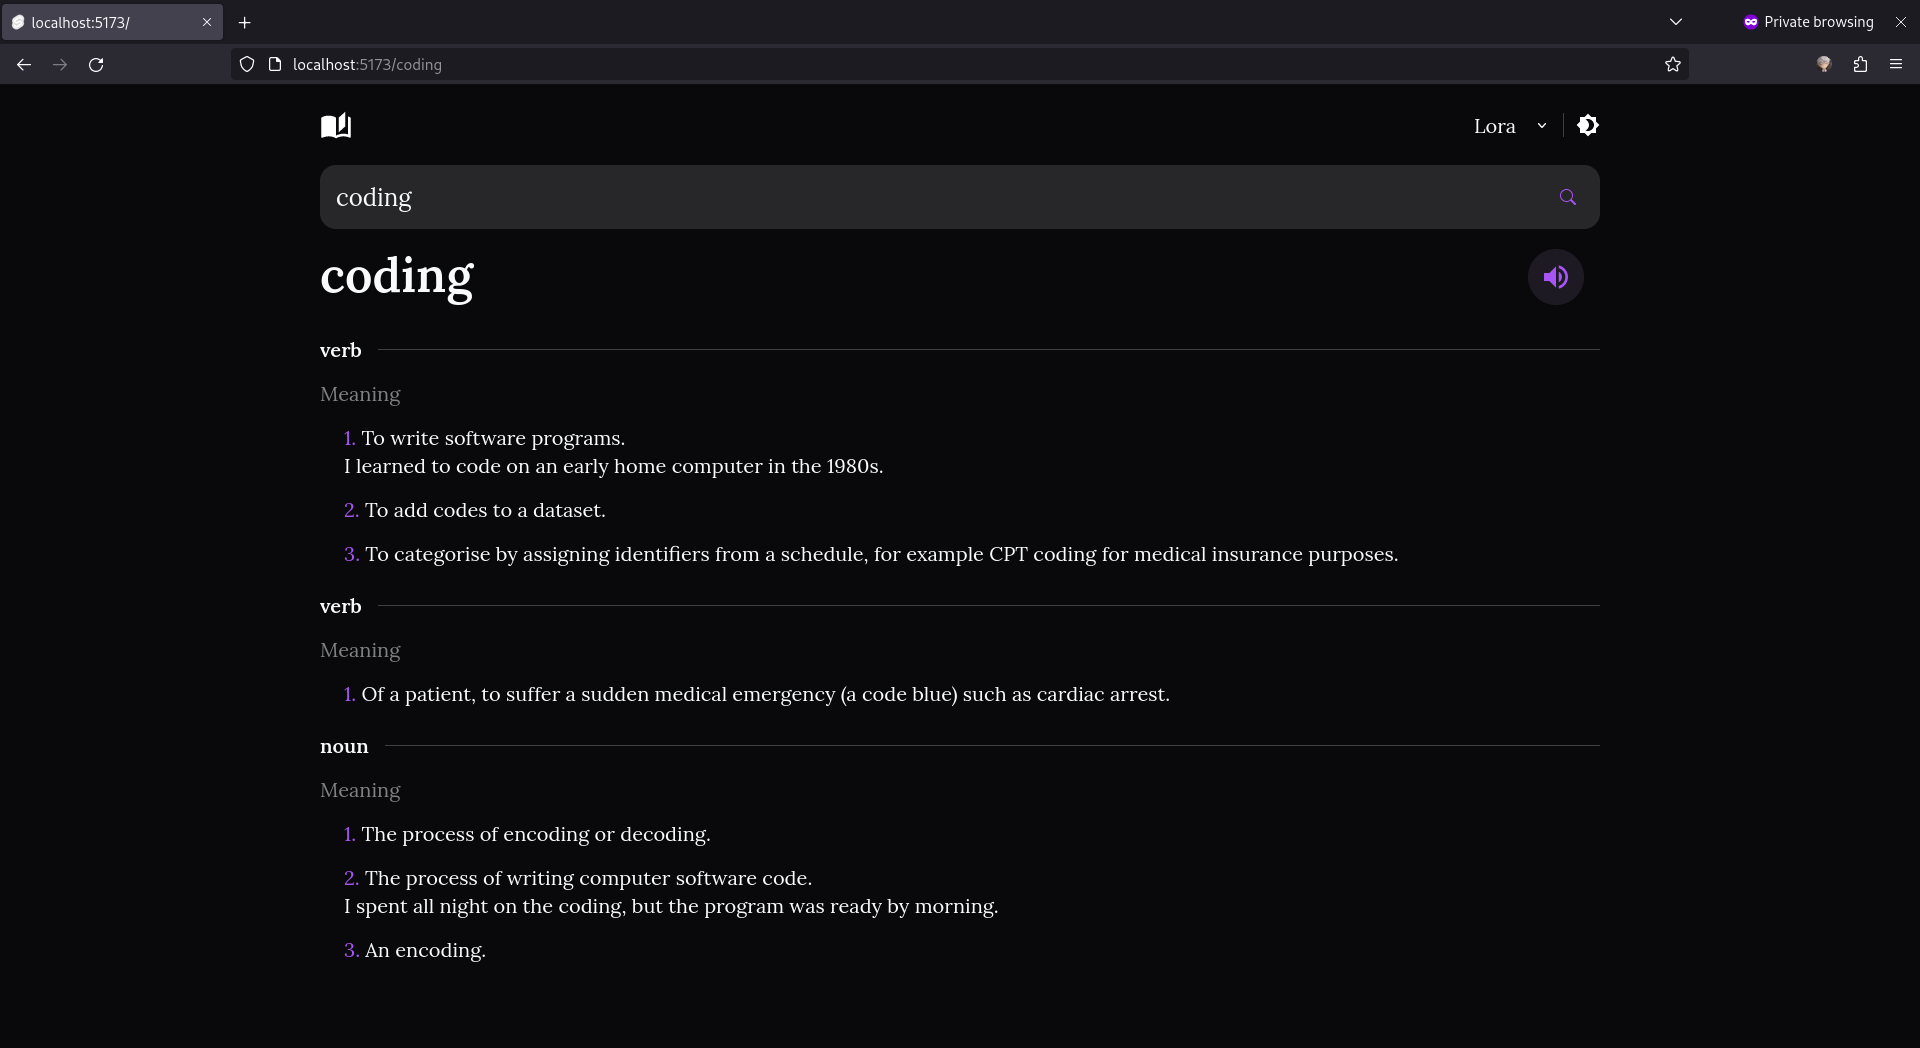 localhost:5173/
Private browsing
localhost:5173/coding
Lora
coding
coding
verb
Meaning
1. To write software programs.
I learned to code on an early home computer in the 1980s.
2. To add codes to a dataset.
3. To categorise by assigning identifiers from a schedule, for example CPT coding for medical insurance purposes.
verb
Meaning
1. Of a patient, to suffer a sudden medical emergency (a code blue) such as cardiac arrest.
noun
Meaning
1. The process of encoding or decoding.
2. The process of writing computer software code.
I spent all night on the coding, but the program was ready by morning.
3. An encoding.